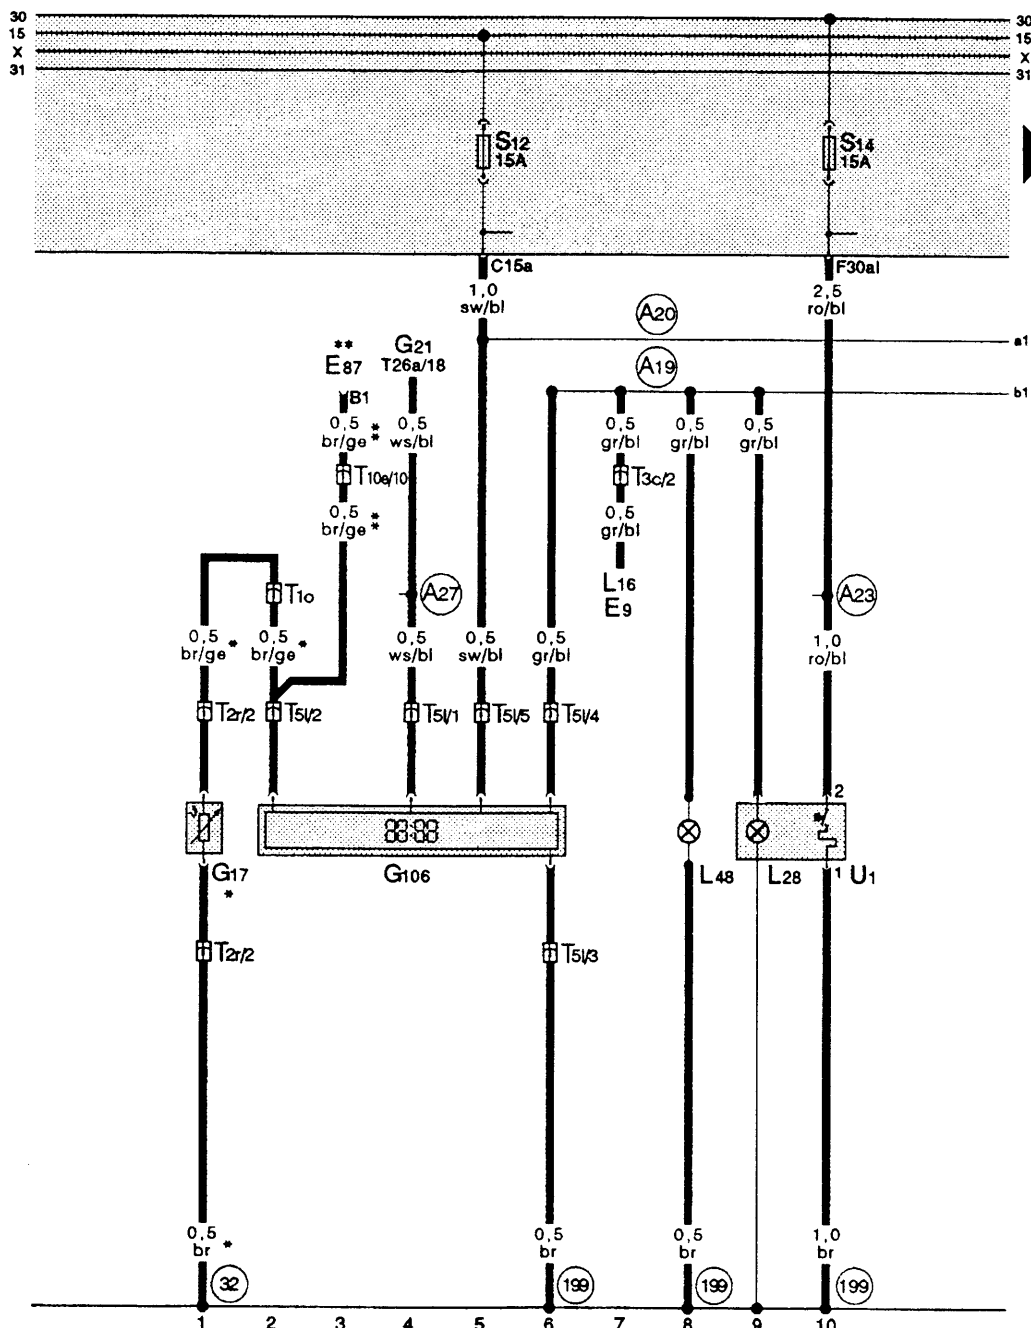 30 30
15 15
X X
31 31
S12
15A
S14
15A
C15a
F30al
1,0
sw/bl
2,5
ro/bl
A20
a1
**
E87
G21
T26a/18
A19
b1
B1
0,5
br/ge **
0,5
ws/bl
0,5
gr/bl
0,5
gr/bl
0,5
gr/bl
T10e/10
T3c/2
0,5
br/ge **
0,5
gr/bl
L16
E9
T1o
A27
A23
0,5
br/ge *
0,5
br/ge *
0,5
ws/bl
0,5
sw/bl
0,5
gr/bl
1,0
ro/bl
T2r/2
T5l/2
T5l/1
T5l/5
T5l/4
2
88:88
G17
*
G106
L48
L28
1
U1
T2r/2
T5l/3
0,5
br *
0,5
br
0,5
br
1,0
br
32
199
199
199
1 2 3 4 5 6 7 8 9 10